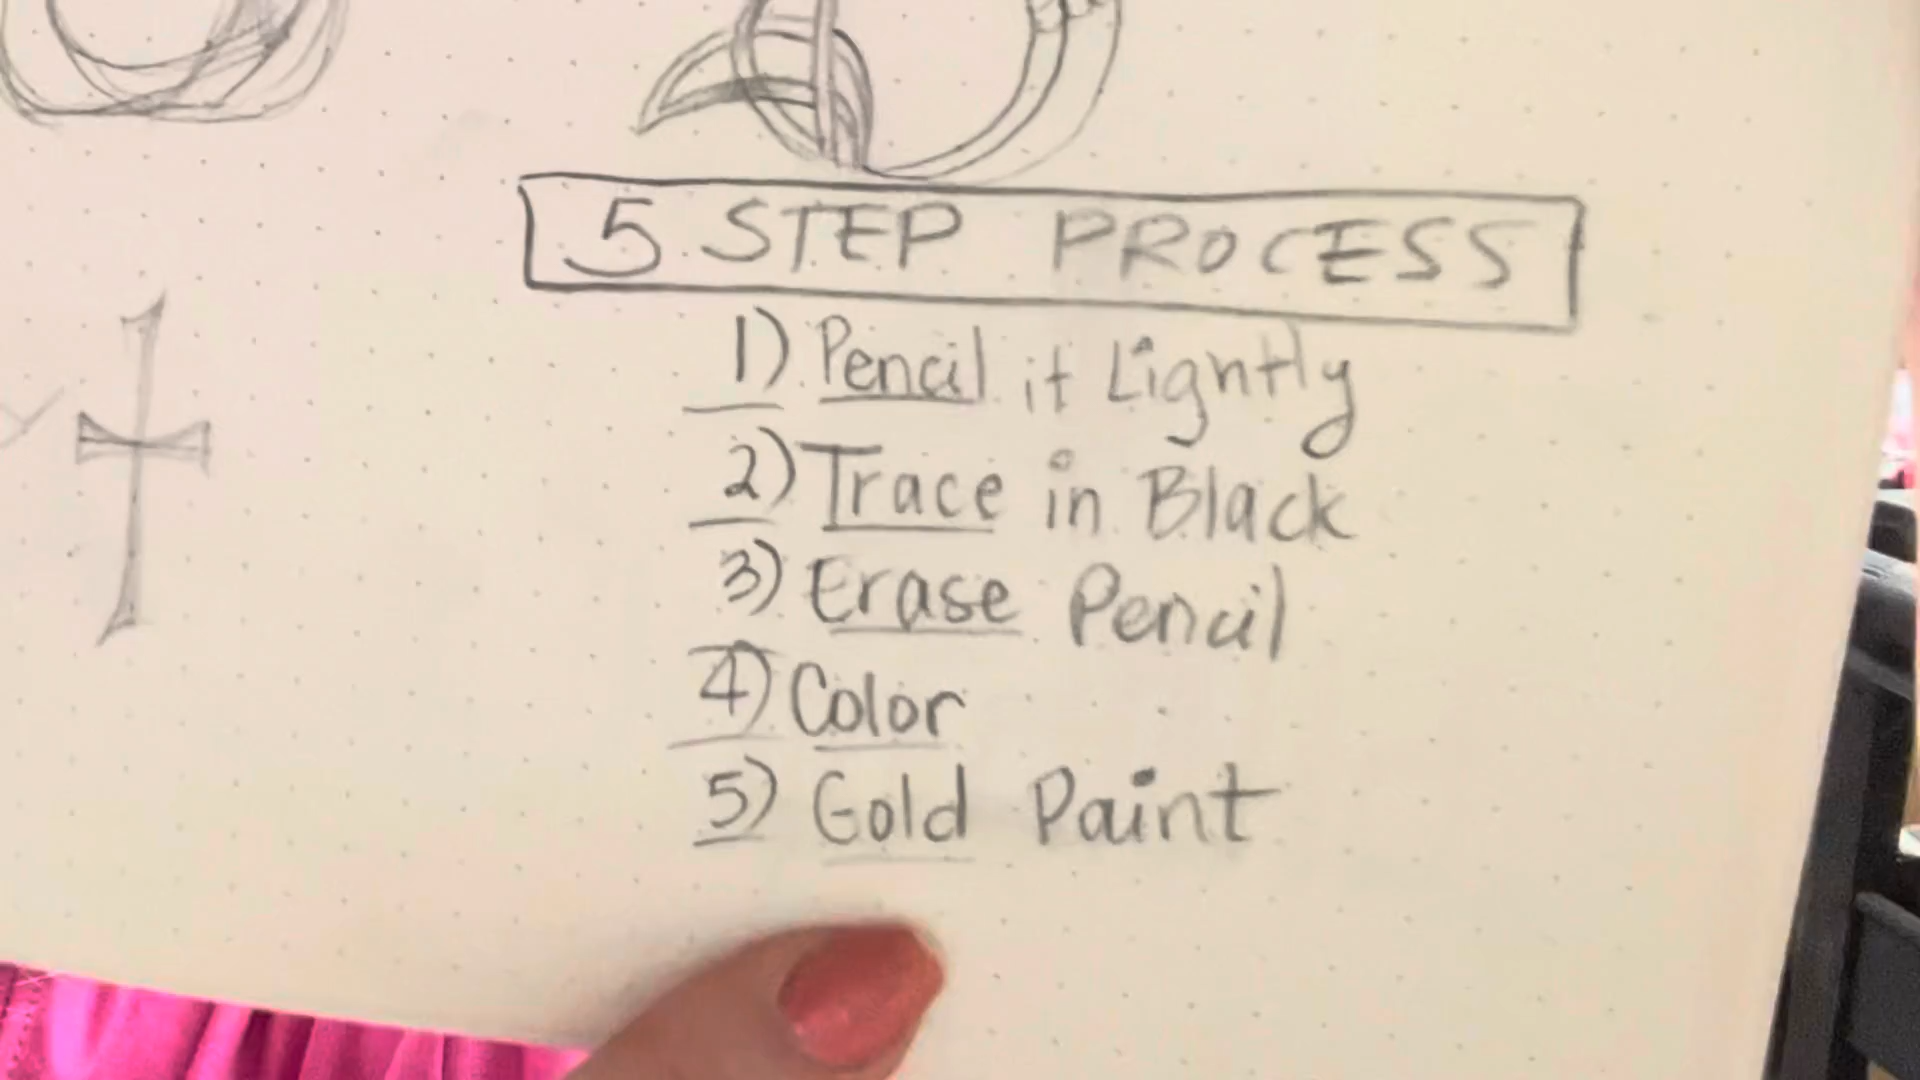 5 STEP PROCESS
1) Pencil it Lightly
2) Trace in Black
3) Erase Pencil
4) Color
5) Gold Paint